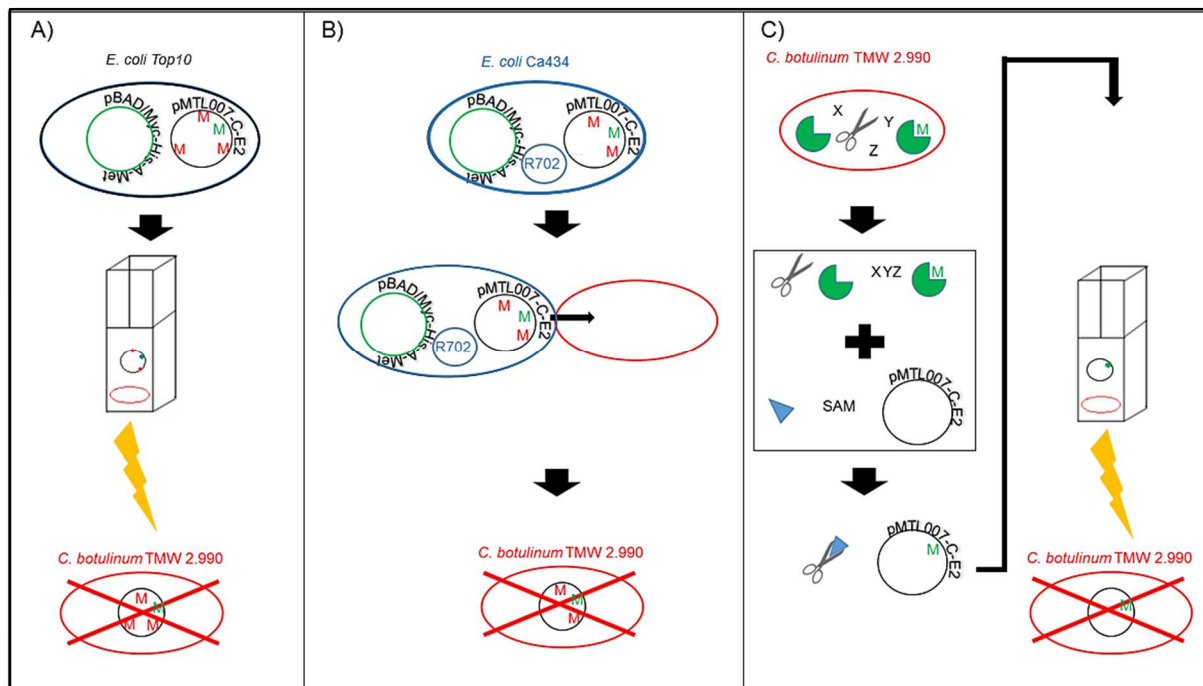 A)
E. coli Top10
pBAD/Myc-His-A-Met
pMTL007-C-E2
M
M
M
M
C. botulinum TMW 2.990
M
M
M
M
B)
E. coli Ca434
pBAD/Myc-His-A-Met
pMTL007-C-E2
R702
M
M
M
pBAD/Myc-His-A-Met
pMTL007-C-E2
R702
M
M
M
C. botulinum TMW 2.990
M
M
M
C)
C. botulinum TMW 2.990
X
Y
Z
M
XYZ
M
SAM
pMTL007-C-E2
pMTL007-C-E2
M
C. botulinum TMW 2.990
M